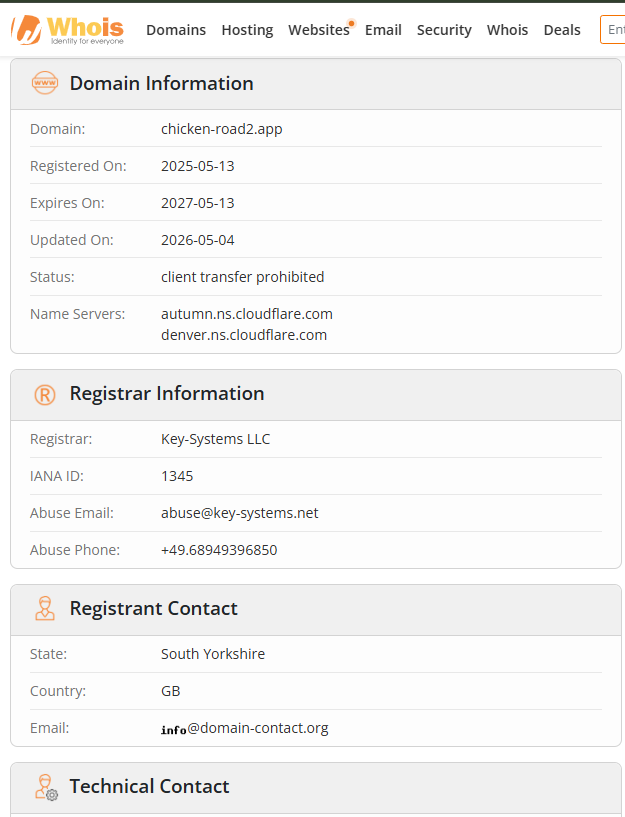 Whois
Identity for everyone
Domains Hosting Websites Email Security Whois Deals
Domain Information
Domain: chicken-road2.app
Registered On: 2025-05-13
Expires On: 2027-05-13
Updated On: 2026-05-04
Status: client transfer prohibited
Name Servers: autumn.ns.cloudflare.com
denver.ns.cloudflare.com
Registrar Information
Registrar: Key-Systems LLC
IANA ID: 1345
Abuse Email: abuse@key-systems.net
Abuse Phone: +49.68949396850
Registrant Contact
State: South Yorkshire
Country: GB
Email: info@domain-contact.org
Technical Contact